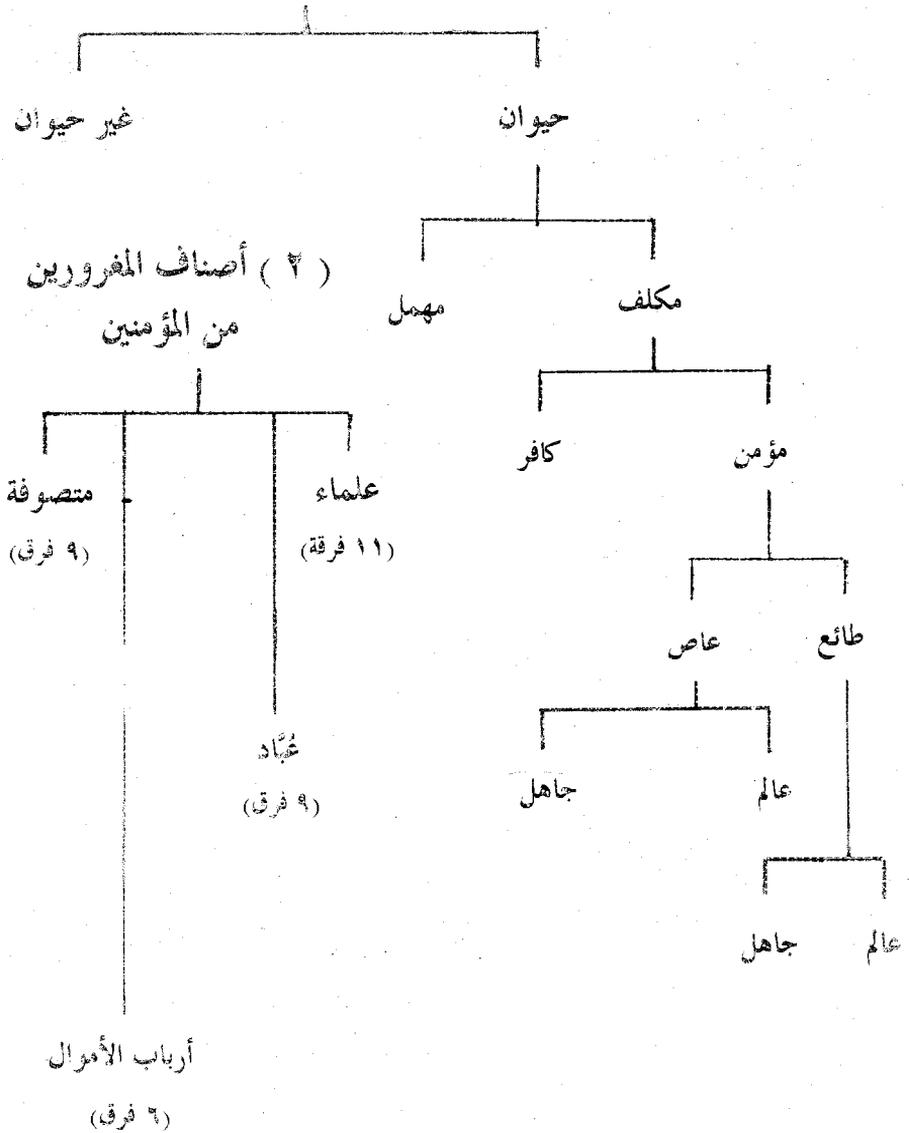 حيوان
غير حيوان
مكلف
مهمل
مؤمن
كافر
طائع
عاص
عالم
جاهل
عالم
جاهل
( ٢ ) أصناف المغرورين
من المؤمنين
علماء
(١١ فرقة)
عُبَّاد
(٩ فرق)
أرباب الأموال
(٦ فرق)
متصوفة
(٩ فرق)